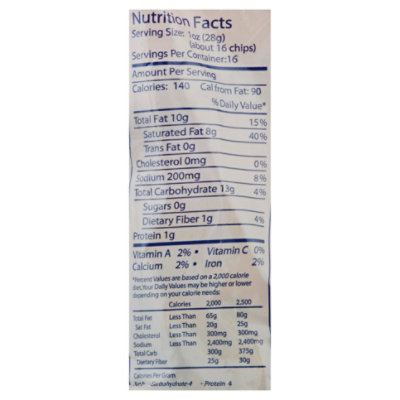 Nutrition Facts
Serving Size: 1oz (28g)
(about 16 chips)
Servings Per Container:16
Amount Per Serving
Calories: 140 Cal from Fat: 90
% Daily Value*
Total Fat 10g 15%
Saturated Fat 8g 40%
Trans Fat 0g
Cholesterol 0mg 0%
Sodium 200mg 8%
Total Carbohydrate 13g 4%
Sugars 0g
Dietary Fiber 1g 4%
Protein 1g
Vitamin A 2% • Vitamin C 0%
Calcium 2% • Iron 2%
*Percent Values are based on a 2,000 calorie
diet.Your Daily Values may be higher or lower
depending on your calorie needs:
Calories 2,000 2,500
Total Fat Less Than 65g 80g
Sat Fat Less Than 20g 25g
Cholesterol Less Than 300mg 300mg
Sodium Less Than 2,400mg 2,400mg
Total Carb 300g 375g
Dietary Fiber 25g 30g
Calories Per Gram
Carbohydrate 4 • Protein 4